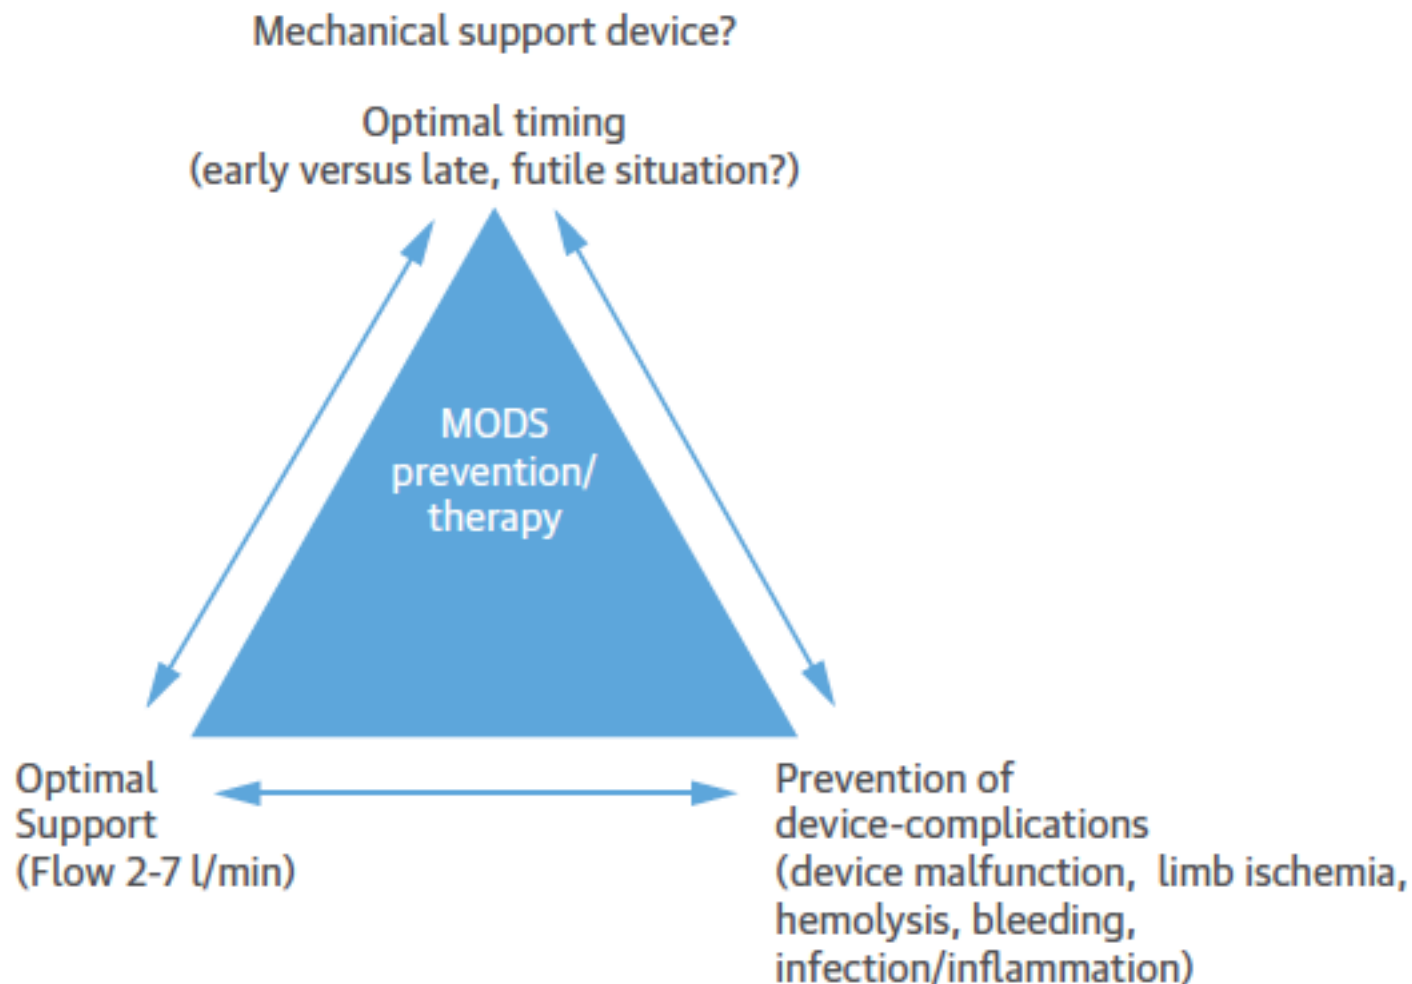 Mechanical support device?
Optimal timing
(early versus late, futile situation?)
MODS
prevention/
therapy
Optimal
Support
(Flow 2-7 l/min)
Prevention of
device-complications
(device malfunction, limb ischemia,
hemolysis, bleeding,
infection/inflammation)